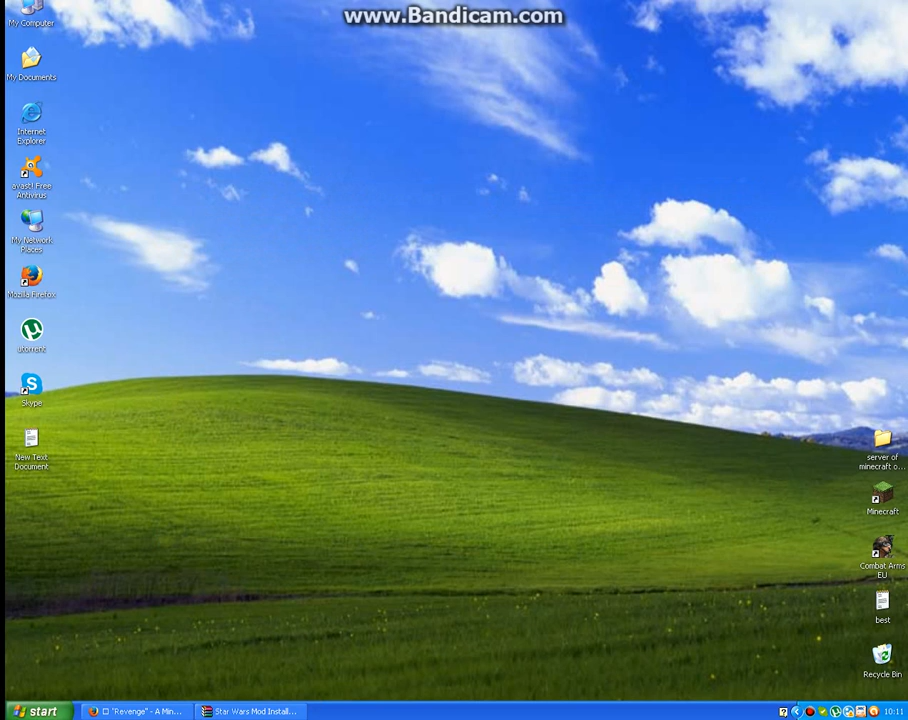 www.Bandicam.com
My Computer
My Documents
Internet
Explorer
avast! Free
Antivirus
My Network
Places
Mozilla Firefox
utorrent
Skype
New Text
Document
server of
minecraft o...
Minecraft
Combat Arms
EU
best
Recycle Bin
start
"Revenge" - A Min...
Star Wars Mod Install...
10:11